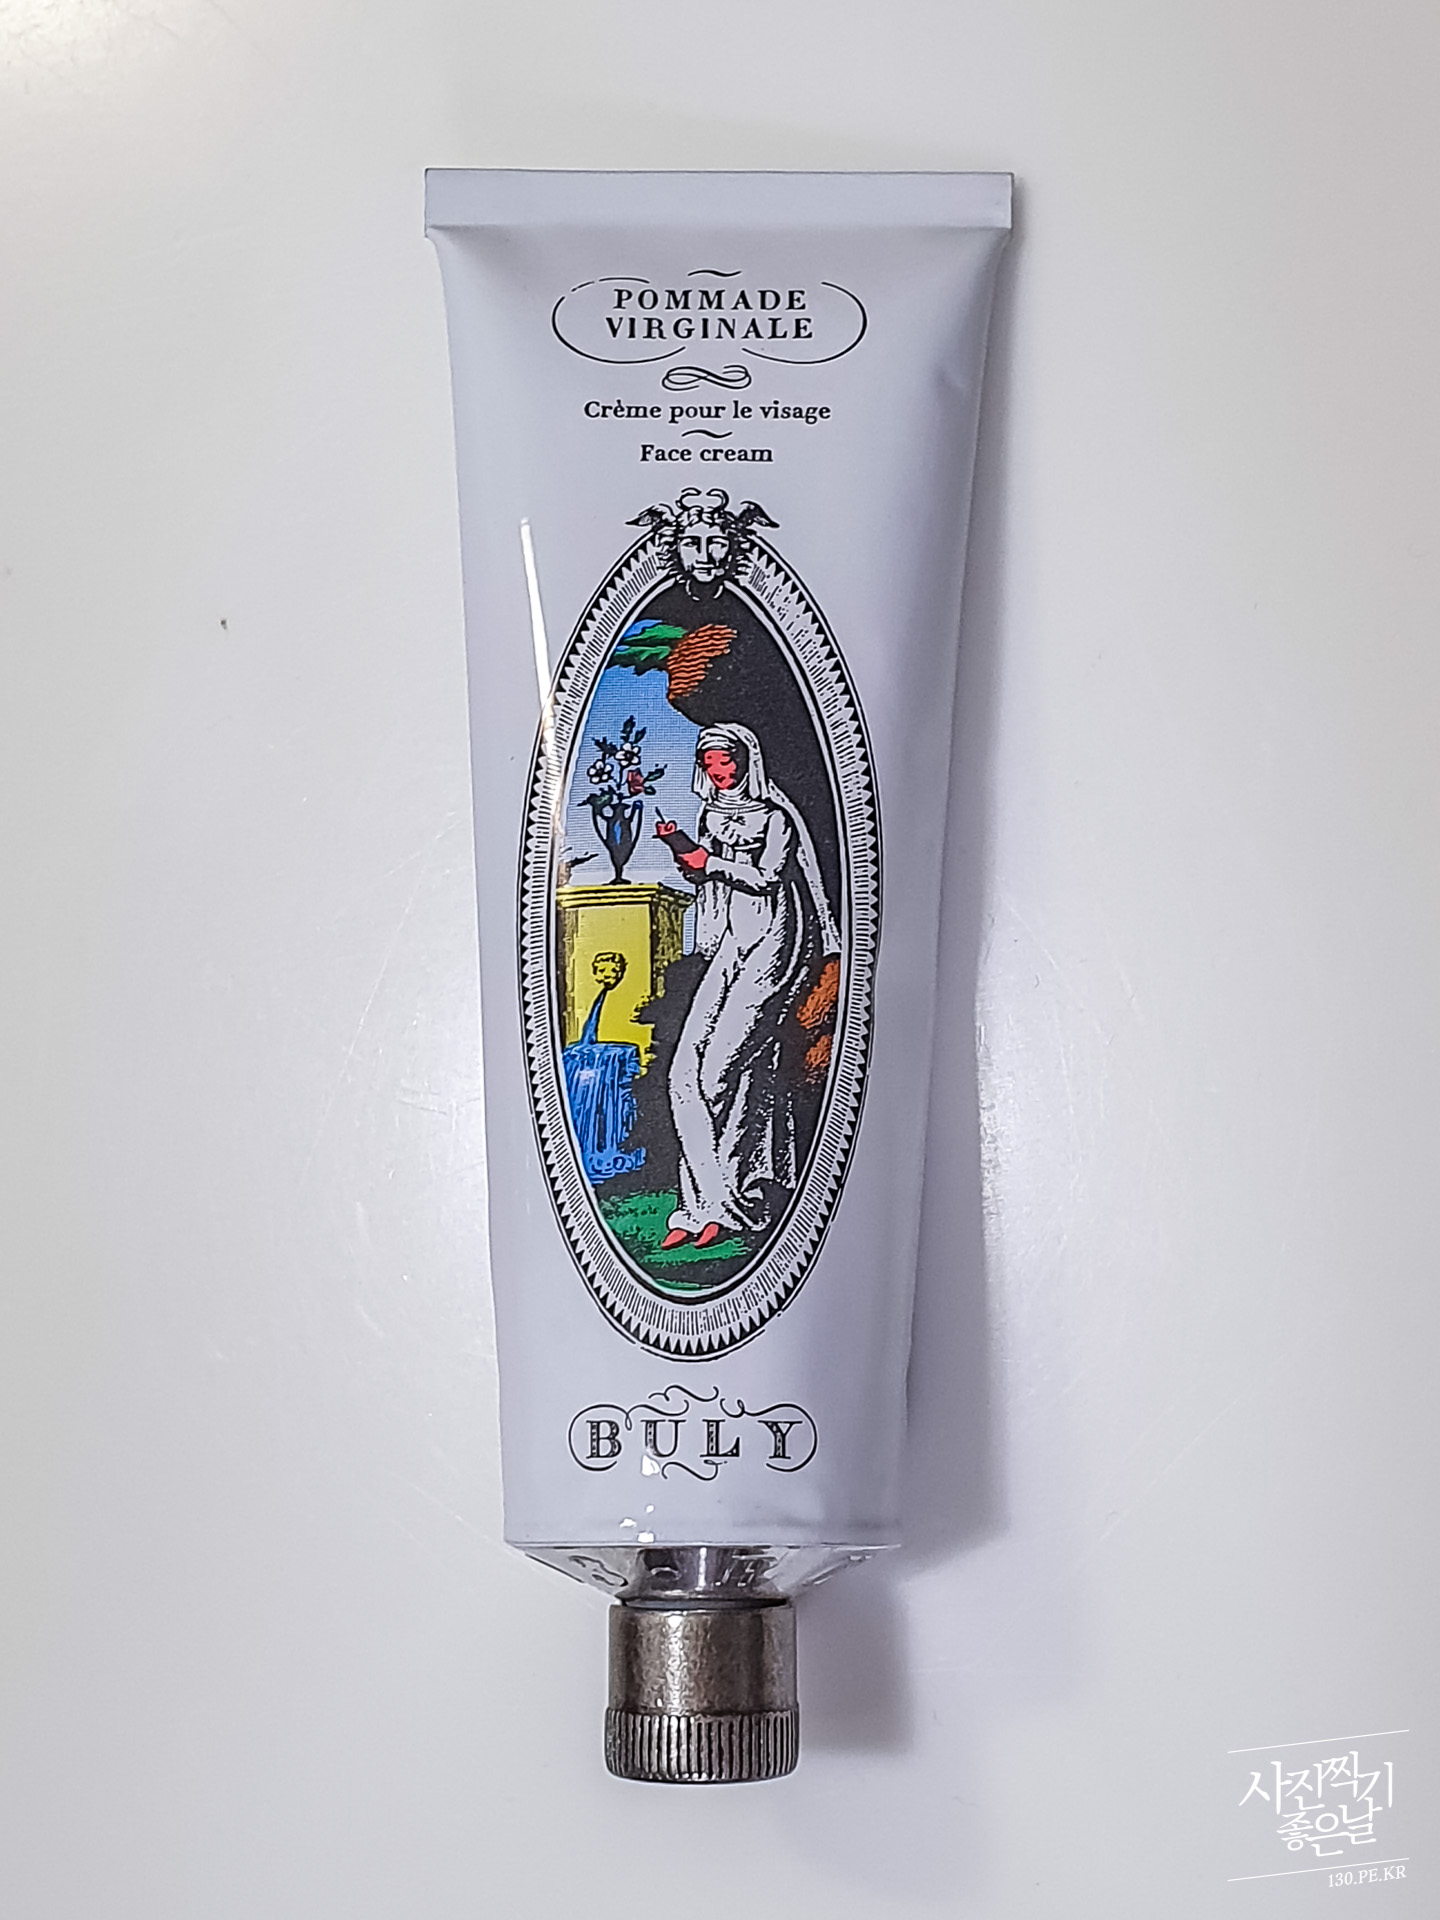 POMMADE
VIRGINALE
Crème pour le visage
Face cream
BULY
사진찍기
좋은날
130.PE.KR